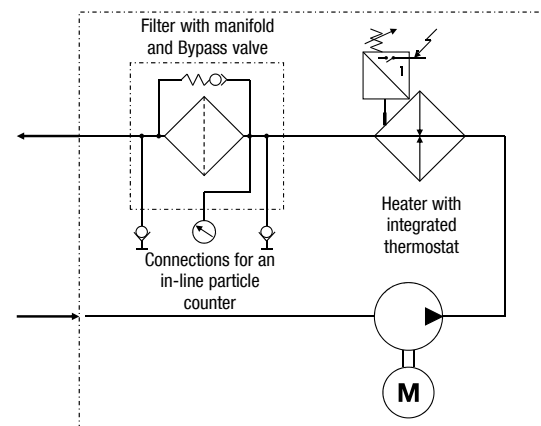 Filter with manifold
and Bypass valve
1
Heater with
integrated
thermostat
Connections for an
in-line particle
counter
M